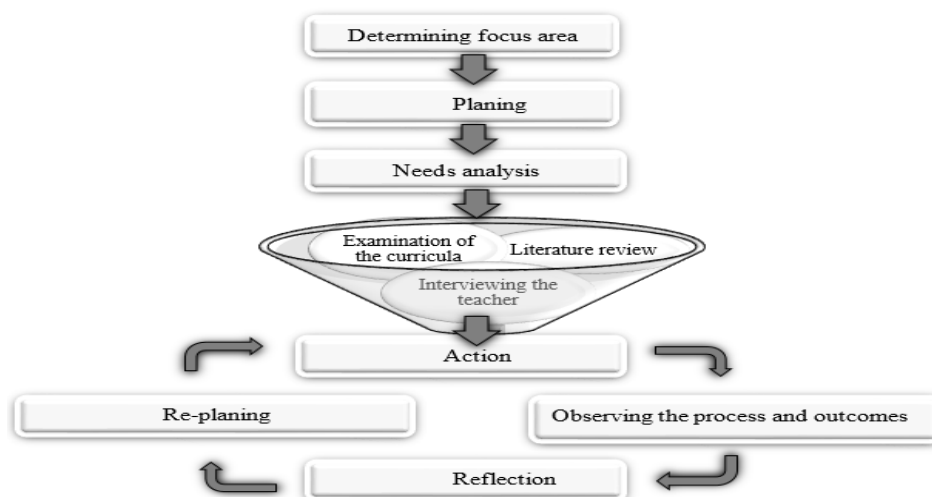 Determining focus area
Planing
Needs analysis
Examination of
the curricula
Literature review
Interviewing the
teacher
Action
Re-planing
Observing the process and outcomes
Reflection